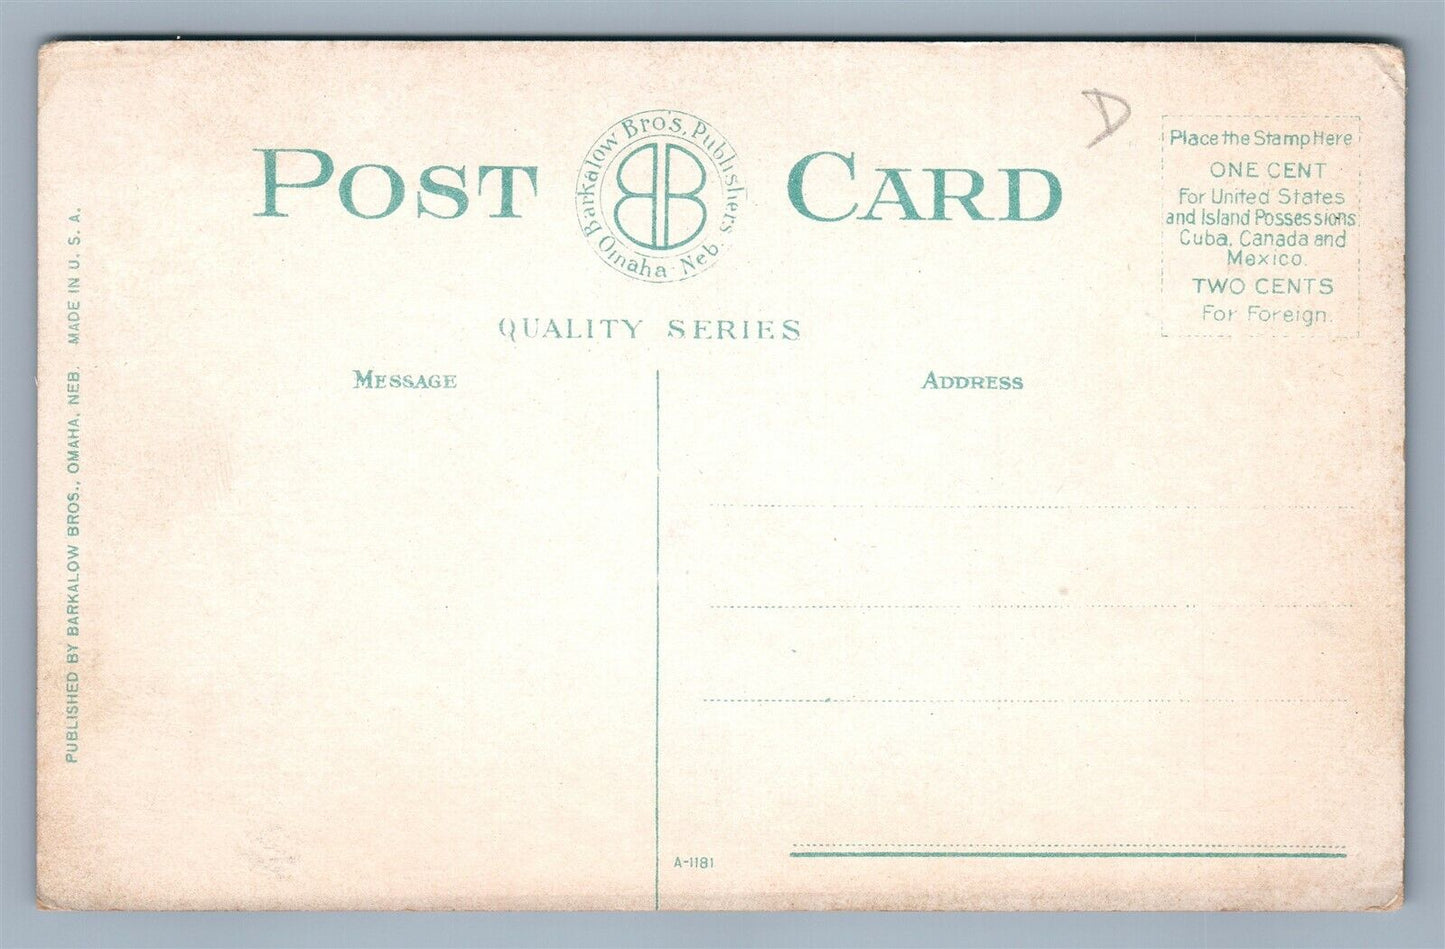 POST CARD
Barkalow Bro's, Publishers
Omaha Neb.
BB
D
Place the Stamp Here
ONE CENT
For United States
and Island Possessions
Cuba, Canada and
Mexico.
TWO CENTS
For Foreign.
QUALITY SERIES
MESSAGE
ADDRESS
PUBLISHED BY BARKALOW BROS., OMAHA, NEB. MADE IN U. S. A.
A-1181